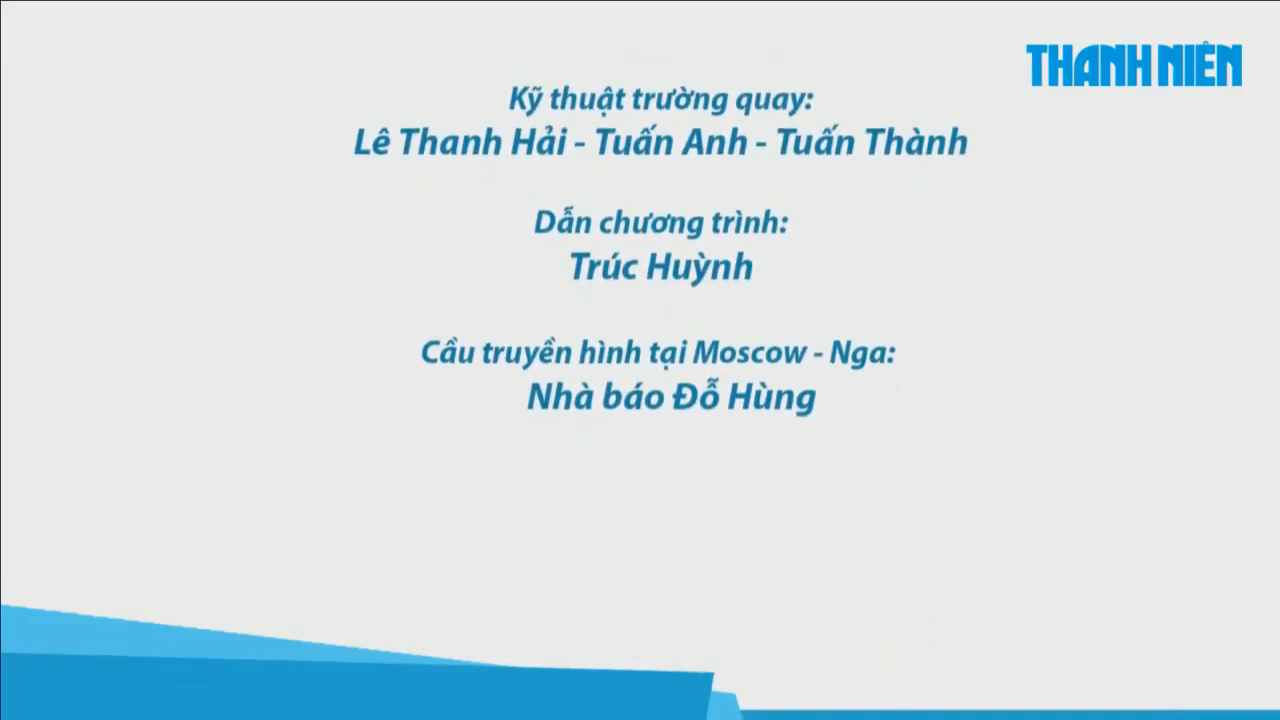 THANH NIÊN
Kỹ thuật trường quay:
Lê Thanh Hải - Tuấn Anh - Tuấn Thành
Dẫn chương trình:
Trúc Huỳnh
Cầu truyền hình tại Moscow - Nga:
Nhà báo Đỗ Hùng